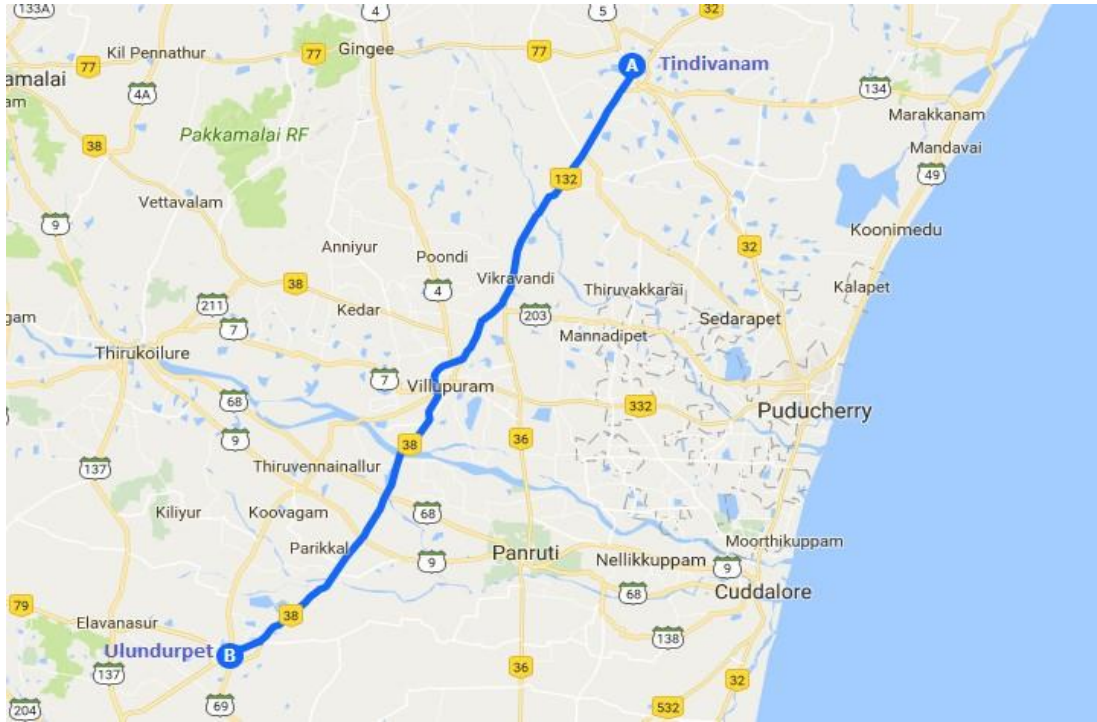 133A
4
5
32
Kil Pennathur
77
Gingee
77
A
Tindivanam
77
amalai
am
4A
134
Marakkanam
Pakkamalai RF
38
132
Mandavai
49
Vettavalam
9
Koonimedu
Anniyur
Poondi
32
Vikravandi
38
4
Thiruvakkarai
Kalapet
211
Kedar
203
Sedarapet
gam
7
Mannadipet
Thirukoilure
7
Villupuram
68
332
Puducherry
9
38
36
137
Thiruvennainallur
Kiliyur
Koovagam
68
Parikkal
Panruti
Moorthikuppam
9
Nellikkuppam
9
68
Cuddalore
79
Elavanasur
38
138
Ulundurpet
B
137
36
32
204
69
532